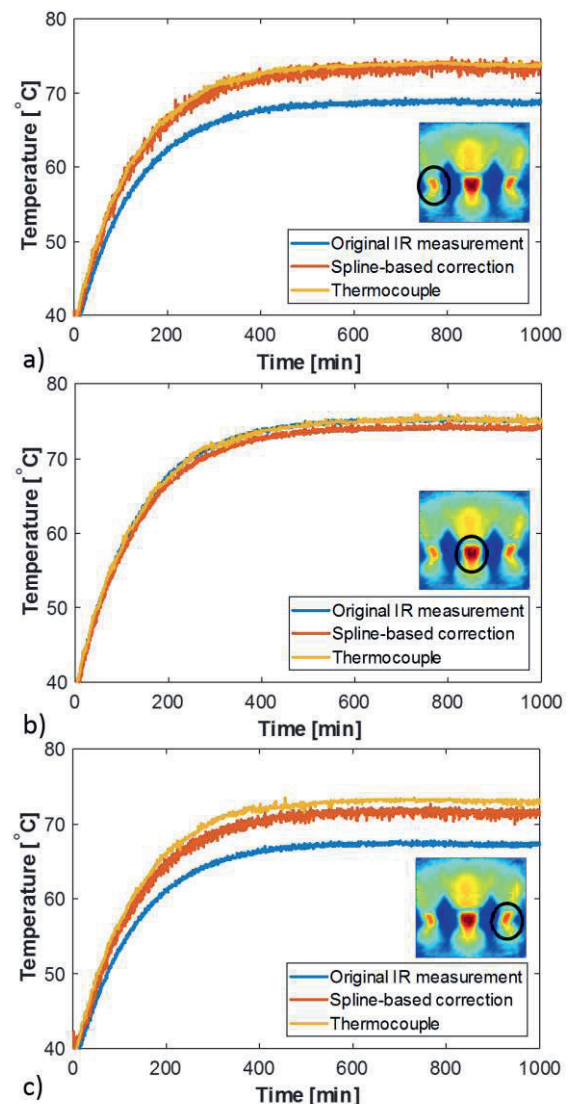 80
70
60
50
40
Temperature [°C]
Original IR measurement
Spline-based correction
Thermocouple
0 200 400 600 800 1000
Time [min]
a)
80
70
60
50
40
Temperature [°C]
Original IR measurement
Spline-based correction
Thermocouple
0 200 400 600 800 1000
Time [min]
b)
80
70
60
50
40
Temperature [°C]
Original IR measurement
Spline-based correction
Thermocouple
0 200 400 600 800 1000
Time [min]
c)